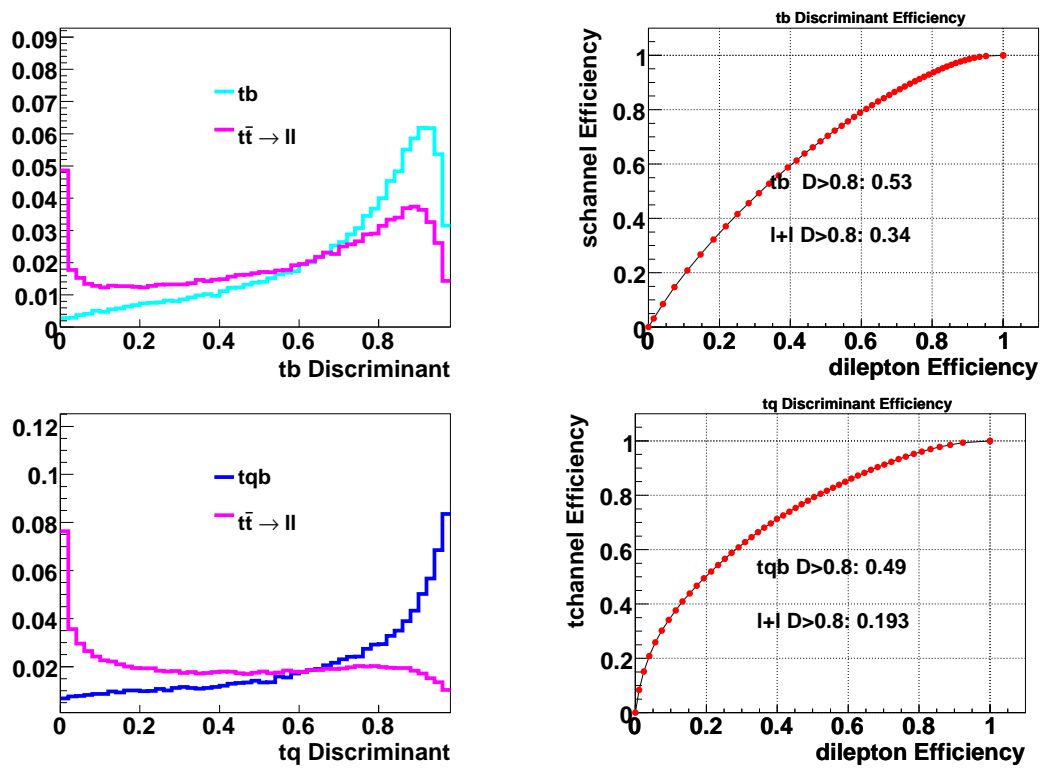 0.09
0.08
0.07
0.06
0.05
0.04
0.03
0.02
0.01
0
tb
tt̄ → ll
0 0.2 0.4 0.6 0.8
tb Discriminant
tb Discriminant Efficiency
schannel Efficiency
1
0.8
0.6
0.4
0.2
0
tb D>0.8: 0.53
l+l D>0.8: 0.34
0 0.2 0.4 0.6 0.8 1
dilepton Efficiency
0.12
0.1
0.08
0.06
0.04
0.02
tqb
tt̄ → ll
0 0.2 0.4 0.6 0.8
tq Discriminant
tq Discriminant Efficiency
tchannel Efficiency
1
0.8
0.6
0.4
0.2
0
tqb D>0.8: 0.49
l+l D>0.8: 0.193
0 0.2 0.4 0.6 0.8 1
dilepton Efficiency